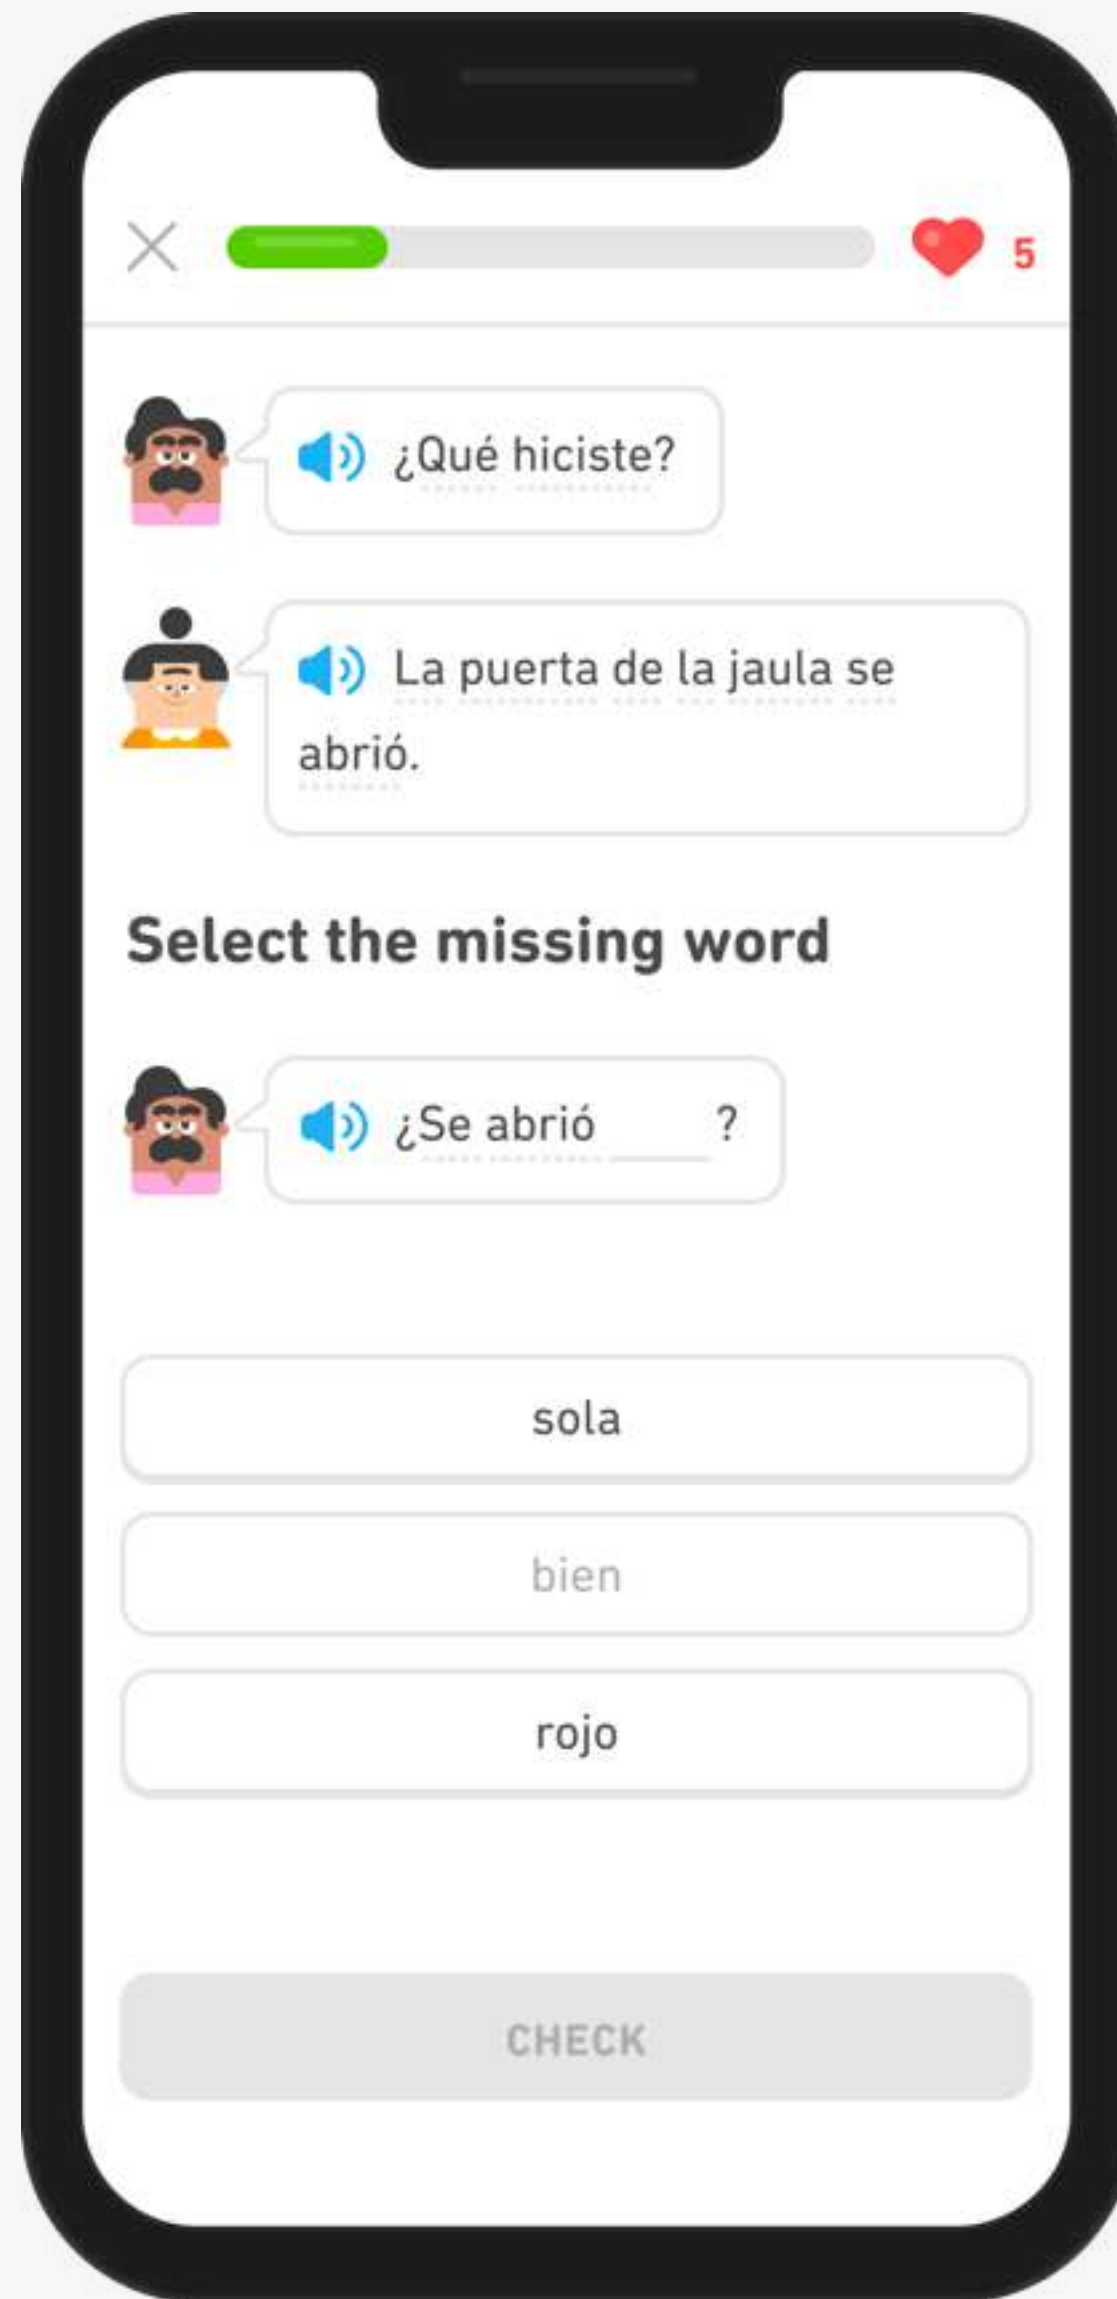 5
¿Qué hiciste?
La puerta de la jaula se
abrió.
Select the missing word
¿Se abrió ____ ?
sola
bien
rojo
CHECK